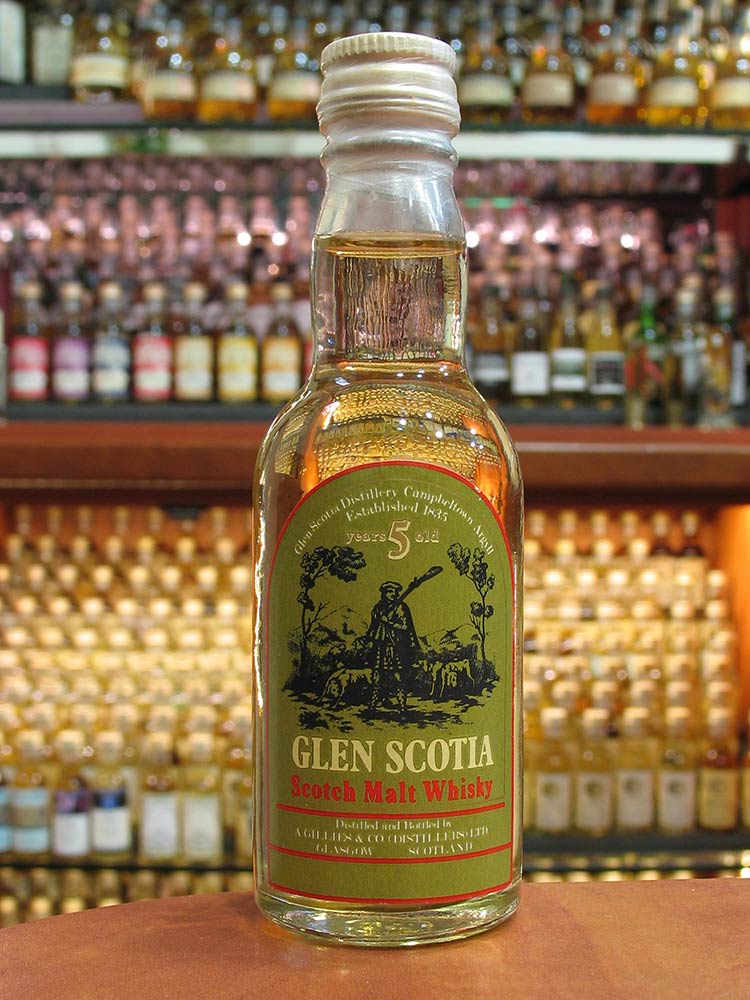 Glen Scotia Distillery Campbeltown Argyll
Established 1835
years 5 old
GLEN SCOTIA
Scotch Malt Whisky
Distilled and Bottled by
A. GILLIES & CO (DISTILLERS) LTD.
GLASGOW SCOTLAND